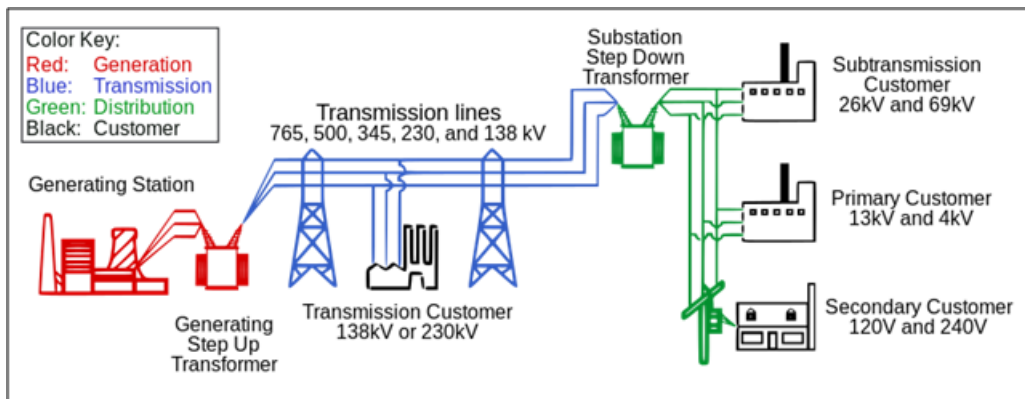 Color Key:
Red: Generation
Blue: Transmission
Green: Distribution
Black: Customer
Generating Station
Generating
Step Up
Transformer
Transmission lines
765, 500, 345, 230, and 138 kV
Transmission Customer
138kV or 230kV
Substation
Step Down
Transformer
Subtransmission
Customer
26kV and 69kV
Primary Customer
13kV and 4kV
Secondary Customer
120V and 240V